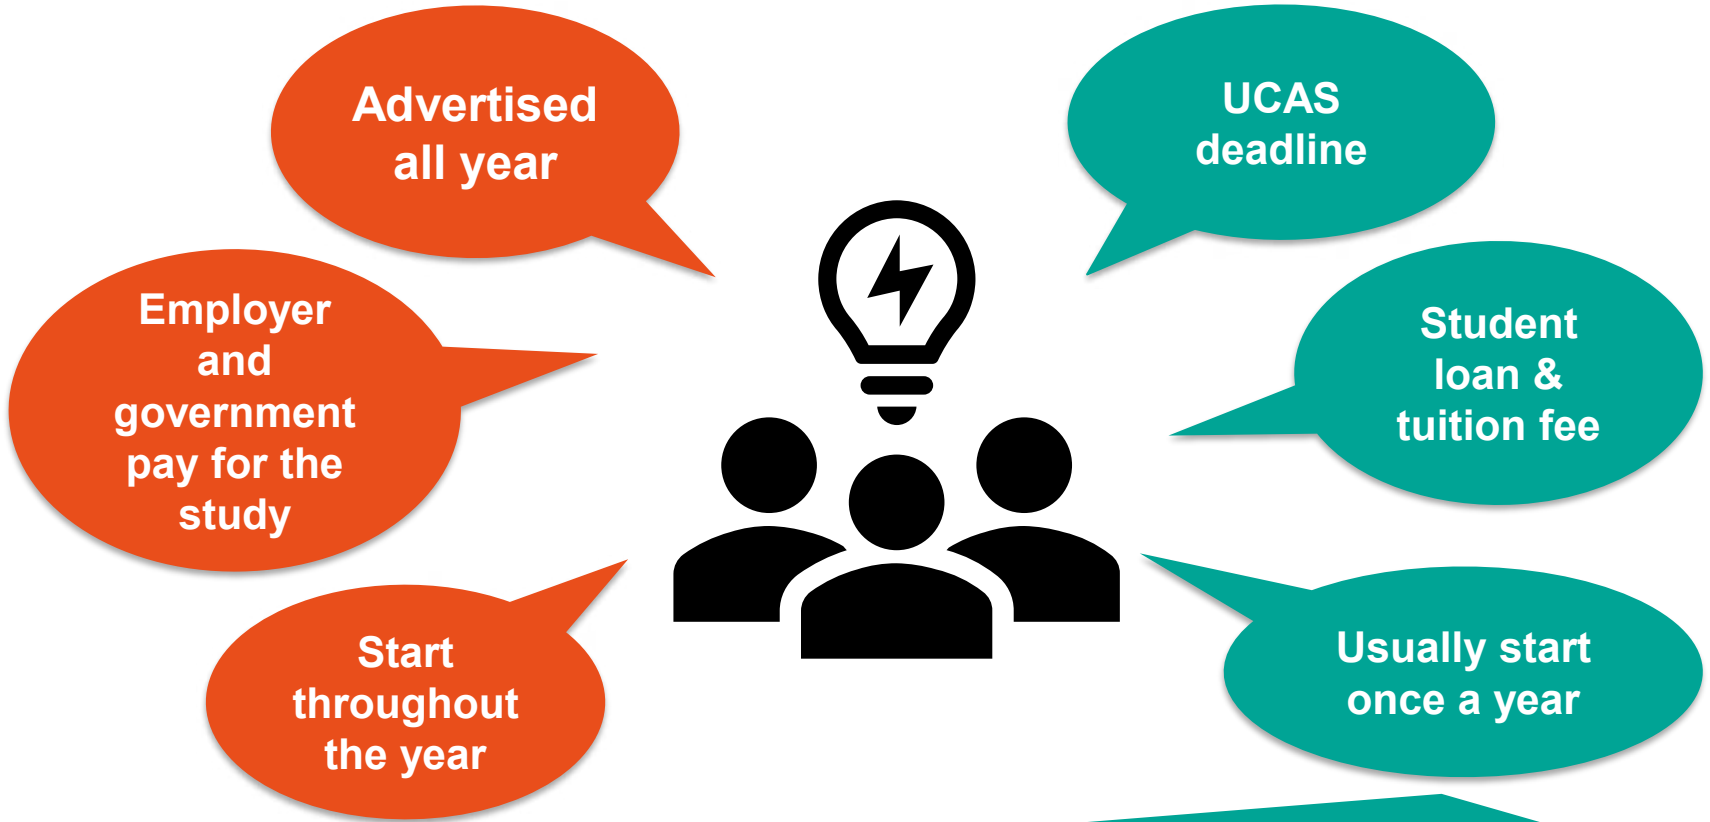 Advertised
all year
Employer
and
government
pay for the
study
Start
throughout
the year
UCAS
deadline
Student
loan &
tuition fee
Usually start
once a year